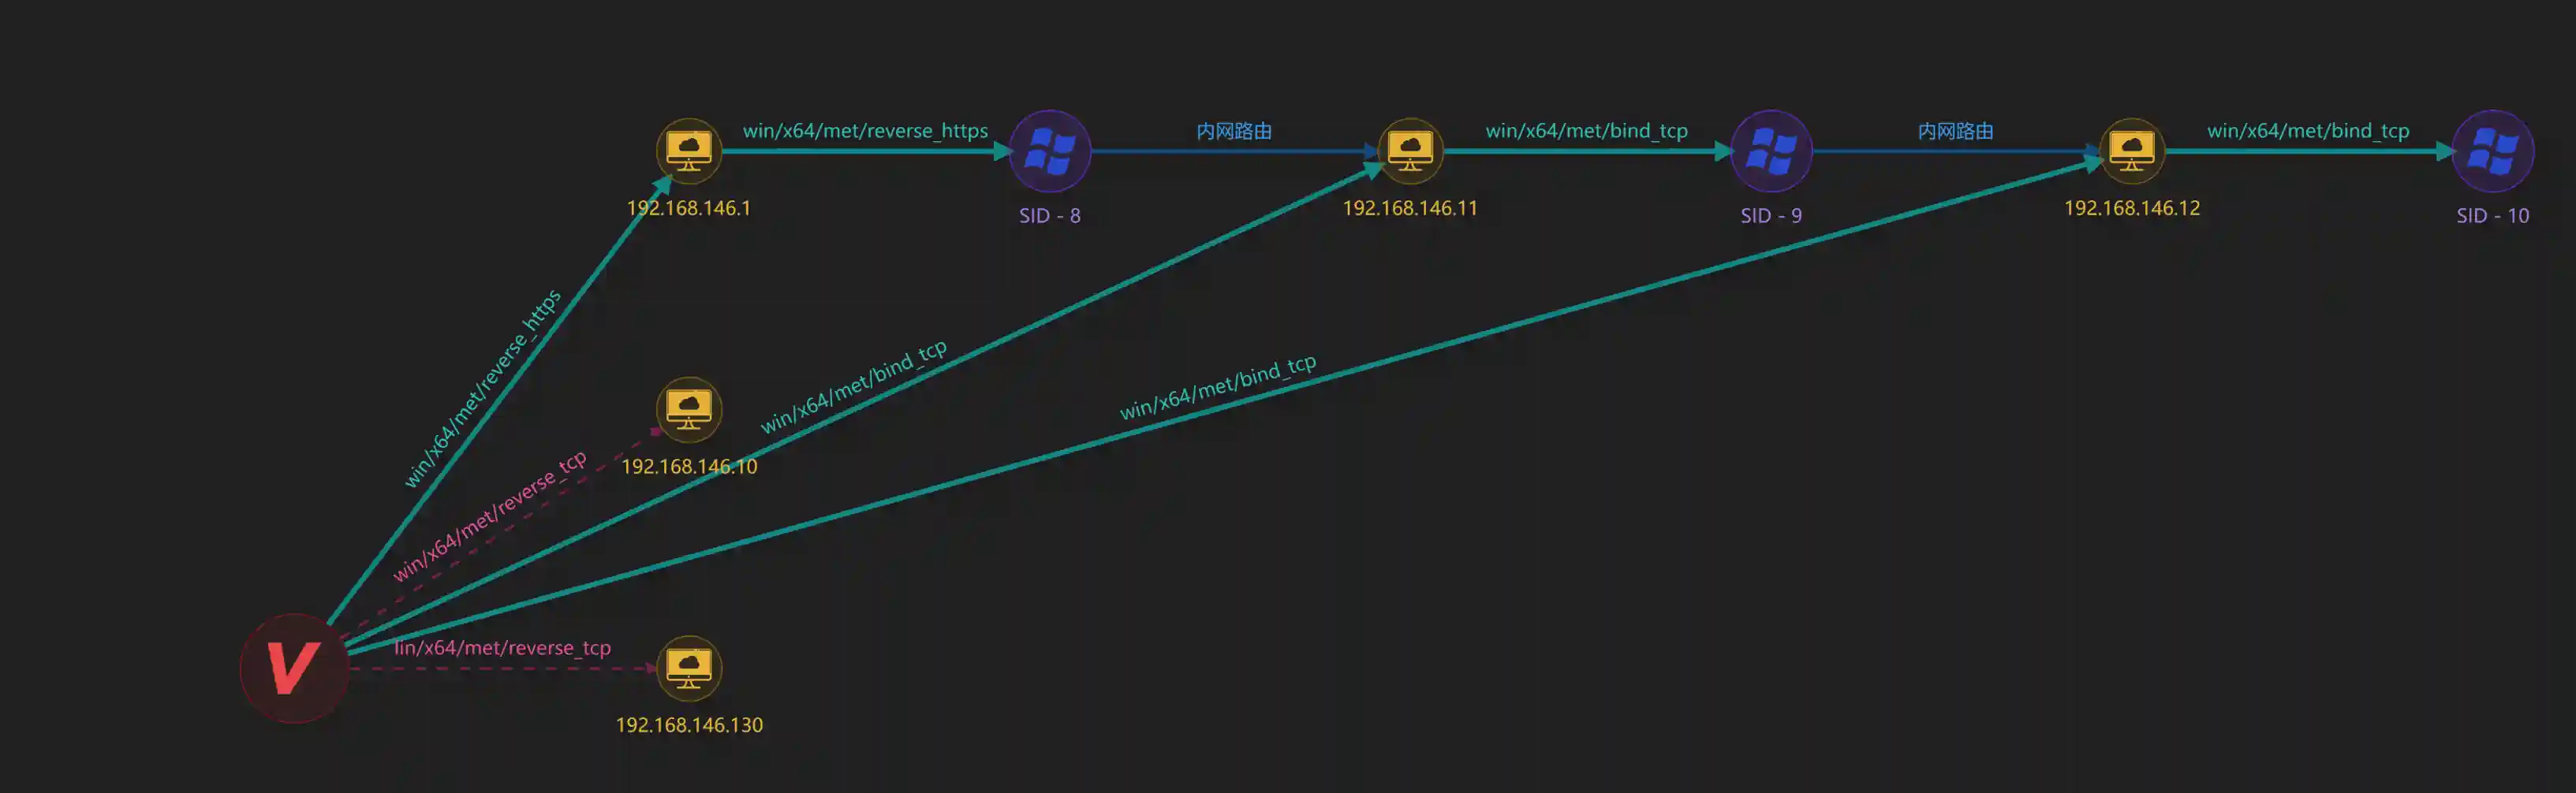 win/x64/met/reverse_https
内网路由
win/x64/met/bind_tcp
内网路由
win/x64/met/bind_tcp
192.168.146.1
SID - 8
192.168.146.11
SID - 9
192.168.146.12
SID - 10
win/x64/met/reverse_https
win/x64/met/bind_tcp
win/x64/met/bind_tcp
192.168.146.10
win/x64/met/reverse_tcp
lin/x64/met/reverse_tcp
V
192.168.146.130